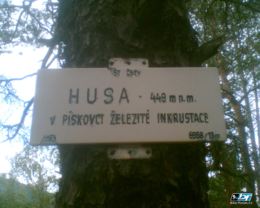 HUSA - 448 m n.m.
V PÍSKOVCI ŽELEZITÉ INKRUSTACE